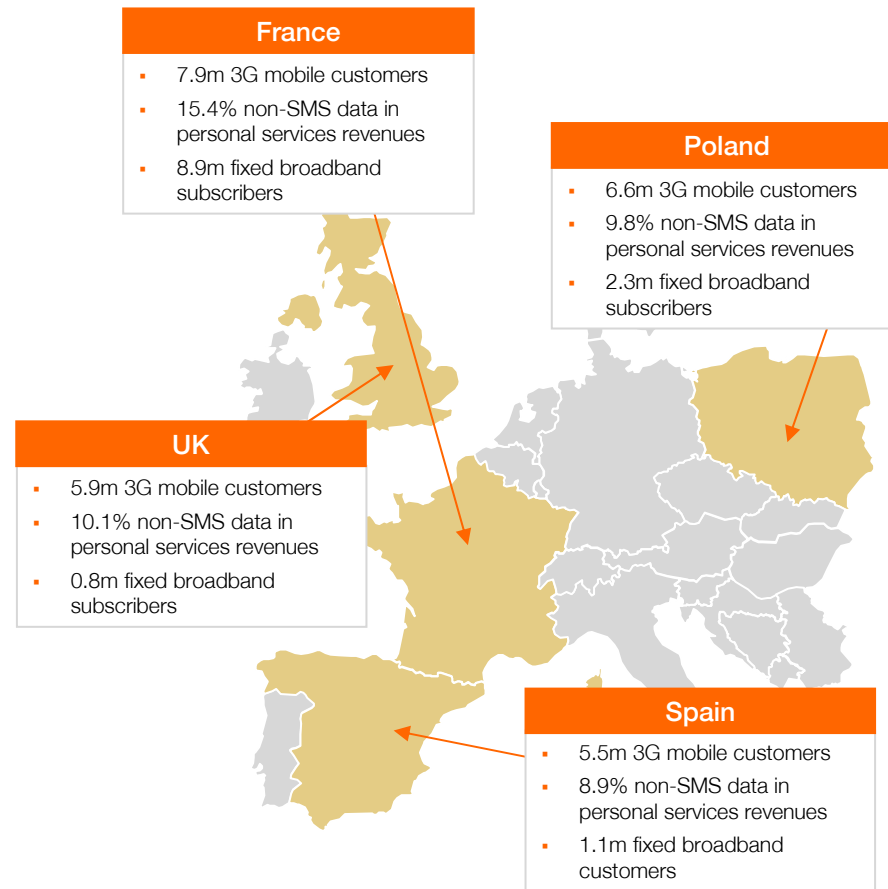 France
▪ 7.9m 3G mobile customers
▪ 15.4% non-SMS data in
personal services revenues
▪ 8.9m fixed broadband
subscribers
Poland
▪ 6.6m 3G mobile customers
▪ 9.8% non-SMS data in
personal services revenues
▪ 2.3m fixed broadband
subscribers
UK
▪ 5.9m 3G mobile customers
▪ 10.1% non-SMS data in
personal services revenues
▪ 0.8m fixed broadband
subscribers
Spain
▪ 5.5m 3G mobile customers
▪ 8.9% non-SMS data in
personal services revenues
▪ 1.1m fixed broadband
customers